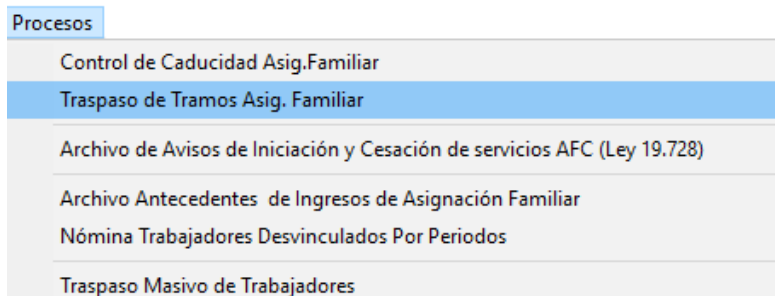 Procesos
Control de Caducidad Asig.Familiar
Traspaso de Tramos Asig. Familiar
Archivo de Avisos de Iniciación y Cesación de servicios AFC (Ley 19.728)
Archivo Antecedentes  de Ingresos de Asignación Familiar
Nómina Trabajadores Desvinculados Por Periodos
Traspaso Masivo de Trabajadores